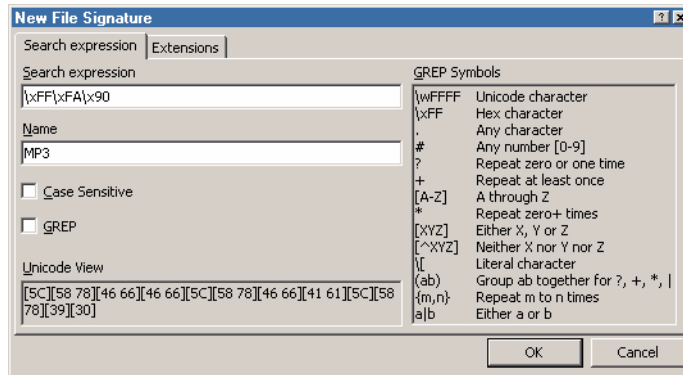 New File Signature
Search expression
Extensions
Search expression
\xFF\xFA\x90
Name
MP3
Case Sensitive
GREP
Unicode View
[5C][58 78][46 66][46 66][5C][58 78][46 66][41 61][5C][58
78][39][30]
GREP Symbols
\wFFFF Unicode character
\xFF Hex character
. Any character
# Any number [0-9]
? Repeat zero or one time
+ Repeat at least once
[A-Z] A through Z
* Repeat zero+ times
[XYZ] Either X, Y or Z
[^XYZ] Neither X nor Y nor Z
\[ Literal character
(ab) Group ab together for ?, +, *, |
{m,n} Repeat m to n times
a|b Either a or b
OK
Cancel